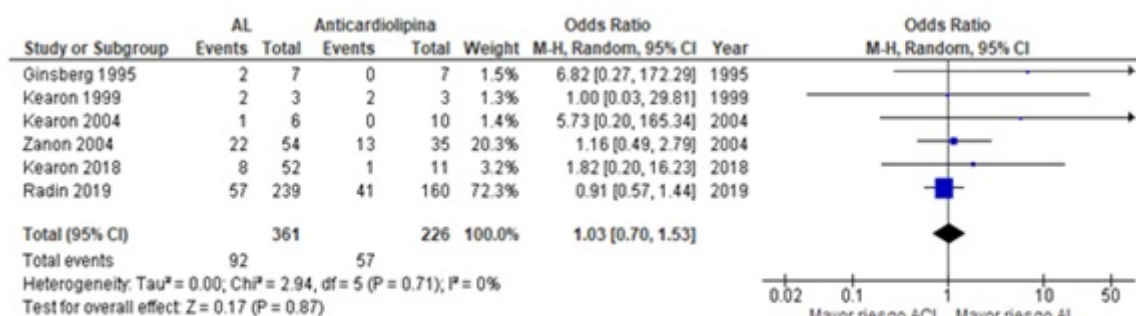 AL Anticardiolipina Odds Ratio Odds Ratio
Study or Subgroup Events Total Events Total Weight M-H, Random, 95% CI Year M-H, Random, 95% CI
Ginsberg 1995 2 7 0 7 1.5% 6.82 [0.27, 172.29] 1995
Kearon 1999 2 3 2 3 1.3% 1.00 [0.03, 29.81] 1999
Kearon 2004 1 6 0 10 1.4% 5.73 [0.20, 165.34] 2004
Zanon 2004 22 54 13 35 20.3% 1.16 [0.49, 2.79] 2004
Kearon 2018 8 52 1 11 3.2% 1.82 [0.20, 16.23] 2018
Radin 2019 57 239 41 160 72.3% 0.91 [0.57, 1.44] 2019
Total (95% CI) 361 226 100.0% 1.03 [0.70, 1.53]
Total events 92 57
Heterogeneity: Tau² = 0.00; Chi² = 2.94, df = 5 (P = 0.71); I² = 0%
Test for overall effect: Z = 0.17 (P = 0.87)
0.02 0.1 1 10 50
Mayor riesgo ACL Mayor riesgo AL